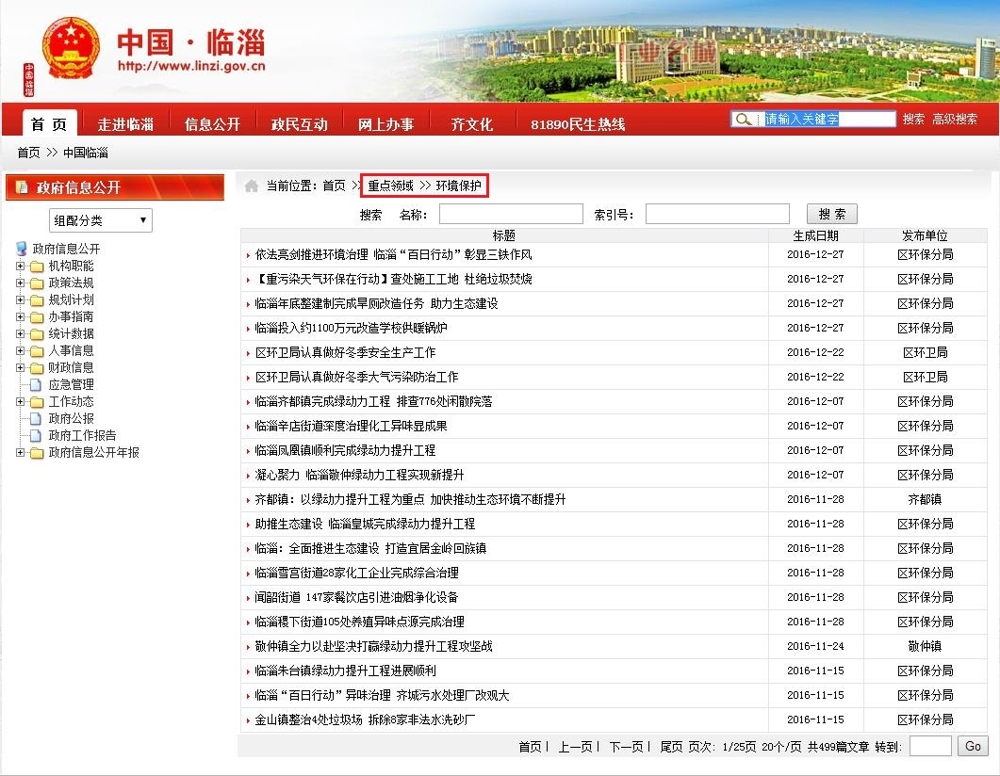 中国·临淄
http://www.linzi.gov.cn
中国临淄
首 页 走进临淄 信息公开 政民互动 网上办事 齐文化 81890民生热线 请输入关键字 搜索 高级搜索
首页 >> 中国临淄
政府信息公开
组配分类
政府信息公开
机构职能
政策法规
规划计划
办事指南
统计数据
人事信息
财政信息
应急管理
工作动态
政府公报
政府工作报告
政府信息公开年报
当前位置：首页 >> 重点领域 >> 环境保护
搜索 名称： 索引号： 搜 索
标题 生成日期 发布单位
依法亮剑推进环境治理 临淄“百日行动”彰显三铁作风 2016-12-27 区环保分局
【重污染天气环保在行动】查处施工工地 杜绝垃圾焚烧 2016-12-27 区环保分局
临淄年底整建制完成旱厕改造任务 助力生态建设 2016-12-27 区环保分局
临淄投入约1100万元改造学校供暖锅炉 2016-12-27 区环保分局
区环卫局认真做好冬季安全生产工作 2016-12-22 区环卫局
区环卫局认真做好冬季大气污染防治工作 2016-12-22 区环卫局
临淄齐都镇完成绿动力工程 排查776处闲散院落 2016-12-07 区环保分局
临淄辛店街道深度治理化工异味显成果 2016-12-07 区环保分局
临淄凤凰镇顺利完成绿动力提升工程 2016-12-07 区环保分局
凝心聚力 临淄敬仲绿动力工程实现新提升 2016-12-07 区环保分局
齐都镇：以绿动力提升工程为重点 加快推动生态环境不断提升 2016-11-28 齐都镇
助推生态建设 临淄皇城完成绿动力提升工程 2016-11-28 区环保分局
临淄：全面推进生态建设 打造宜居金岭回族镇 2016-11-28 区环保分局
临淄雪宫街道28家化工企业完成综合治理 2016-11-28 区环保分局
闻韶街道 147家餐饮店引进油烟净化设备 2016-11-28 区环保分局
临淄稷下街道105处养殖异味点源完成治理 2016-11-28 区环保分局
敬仲镇全力以赴坚决打赢绿动力提升工程攻坚战 2016-11-24 敬仲镇
临淄朱台镇绿动力提升工程进展顺利 2016-11-15 区环保分局
临淄“百日行动”异味治理 齐城污水处理厂改观大 2016-11-15 区环保分局
金山镇整治4处垃圾场 拆除8家非法水洗砂厂 2016-11-15 区环保分局
首页| 上一页| 下一页| 尾页 页次：1/25页 20个/页 共499篇文章 转到： Go